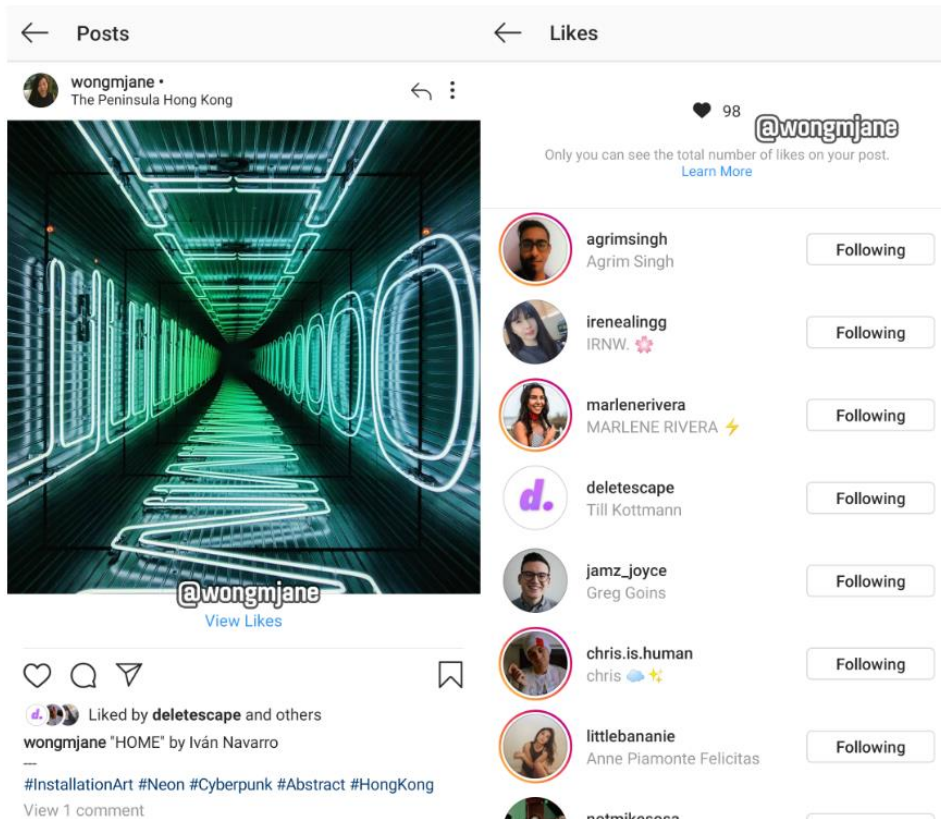 Posts
wongmjane •
The Peninsula Hong Kong
@wongmjane
View Likes
d.
Liked by deletescape and others
wongmjane "HOME" by Iván Navarro
—
#InstallationArt #Neon #Cyberpunk #Abstract #HongKong
View 1 comment
Likes
98
@wongmjane
Only you can see the total number of likes on your post.
Learn More
agrimsingh
Agrim Singh
Following
irenealingg
IRNW. 🌸
Following
marlenerivera
MARLENE RIVERA ⚡
Following
d.
deletescape
Till Kottmann
Following
jamz_joyce
Greg Goins
Following
chris.is.human
chris ☁️✨
Following
littlebananie
Anne Piamonte Felicitas
Following
notmikesosa